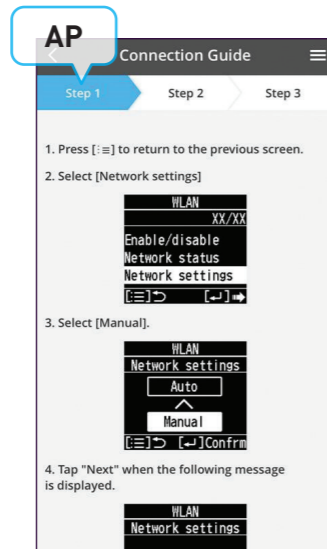 AP
Connection Guide
Step 1
Step 2
Step 3
1. Press [⁝≡] to return to the previous screen.
2. Select [Network settings]
WLAN
XX/XX
Enable/disable
Network status
Network settings
[⁝≡]⮌ [↵]➡
3. Select [Manual].
WLAN
Network settings
Auto
Manual
[⁝≡]⮌ [↵]Confrm
4. Tap "Next" when the following message
is displayed.
WLAN
Network settings